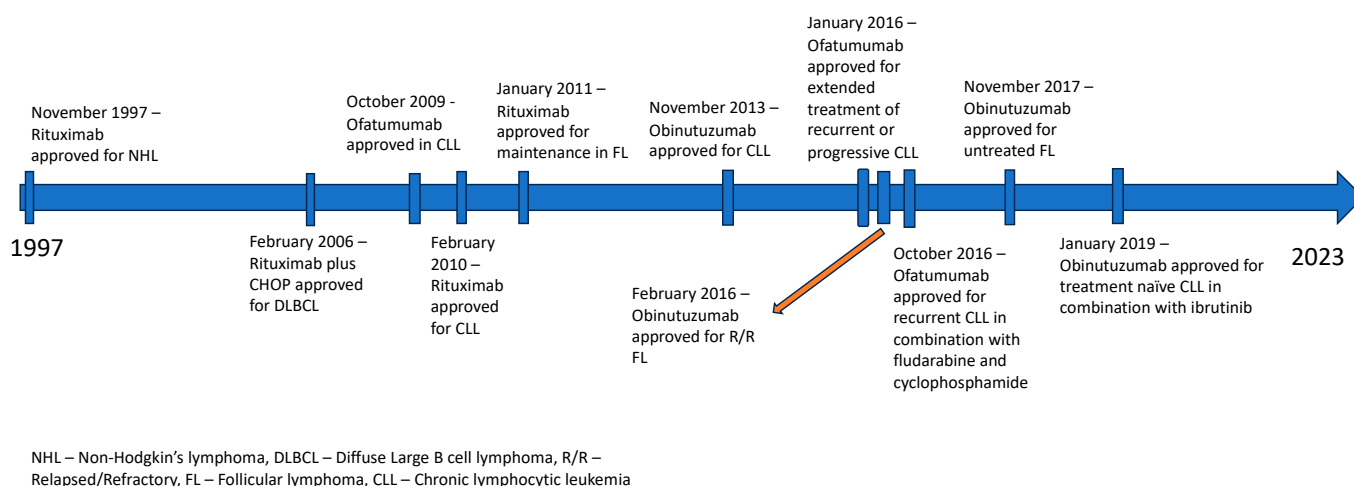 November 1997 –
Rituximab
approved for NHL
February 2006 –
Rituximab plus
CHOP approved
for DLBCL
October 2009 -
Ofatumumab
approved in CLL
February
2010 –
Rituximab
approved
for CLL
January 2011 –
Rituximab
approved for
maintenance in FL
November 2013 –
Obinutuzumab
approved for CLL
January 2016 –
Ofatumumab
approved for
extended
treatment of
recurrent or
progressive CLL
February 2016 –
Obinutuzumab
approved for R/R
FL
October 2016 –
Ofatumumab
approved for
recurrent CLL in
combination with
fludarabine and
cyclophosphamide
November 2017 –
Obinutuzumab
approved for
untreated FL
January 2019 –
Obinutuzumab approved for
treatment naïve CLL in
combination with ibrutinib
1997
2023
NHL – Non-Hodgkin's lymphoma, DLBCL – Diffuse Large B cell lymphoma, R/R –
Relapsed/Refractory, FL – Follicular lymphoma, CLL – Chronic lymphocytic leukemia